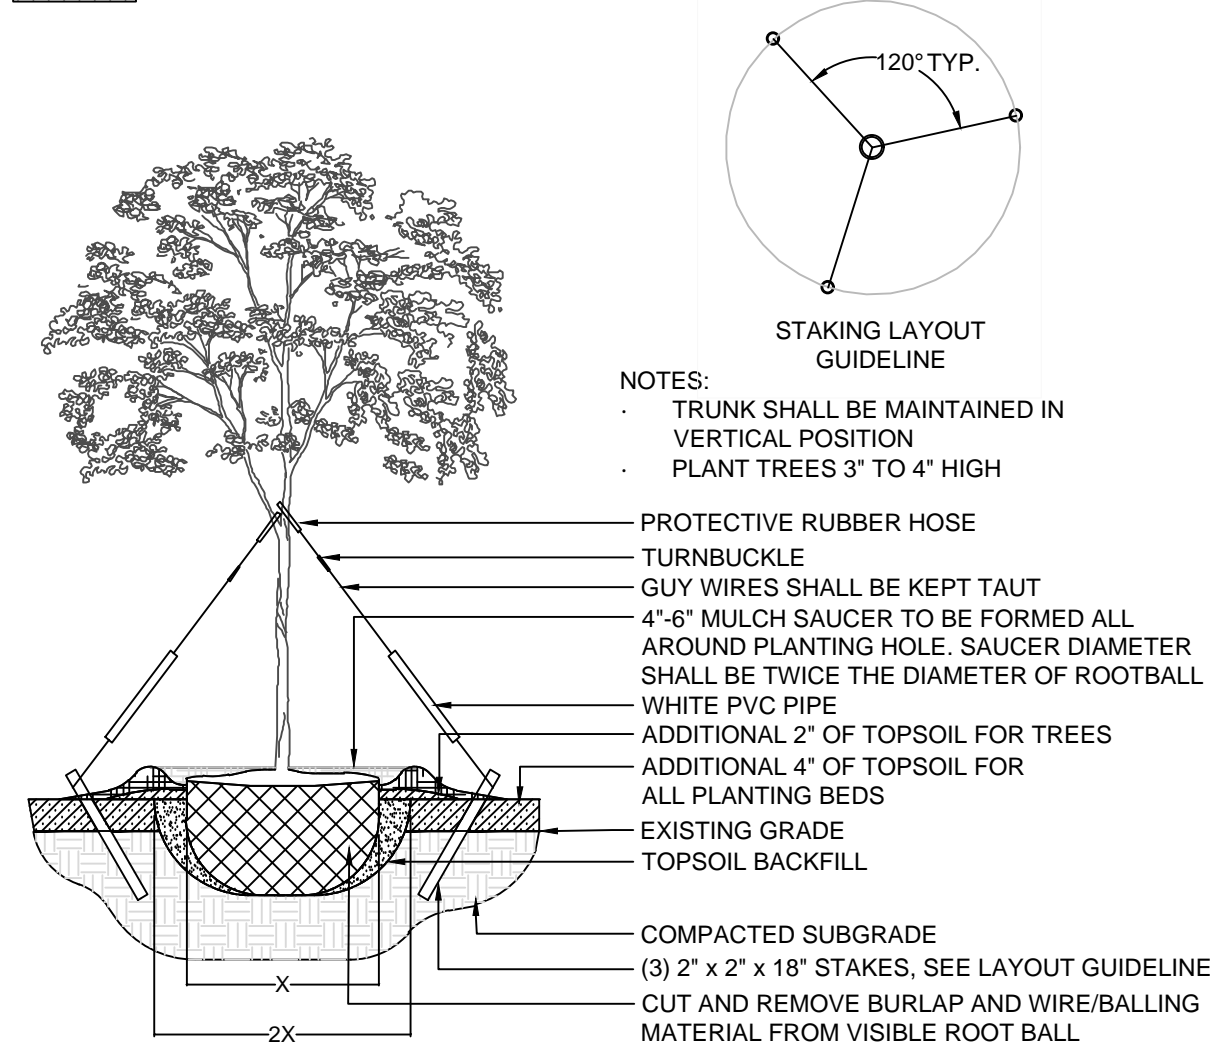 120° TYP.
STAKING LAYOUT
GUIDELINE
NOTES:
· TRUNK SHALL BE MAINTAINED IN
VERTICAL POSITION
· PLANT TREES 3" TO 4" HIGH
PROTECTIVE RUBBER HOSE
TURNBUCKLE
GUY WIRES SHALL BE KEPT TAUT
4"-6" MULCH SAUCER TO BE FORMED ALL
AROUND PLANTING HOLE. SAUCER DIAMETER
SHALL BE TWICE THE DIAMETER OF ROOTBALL
WHITE PVC PIPE
ADDITIONAL 2" OF TOPSOIL FOR TREES
ADDITIONAL 4" OF TOPSOIL FOR
ALL PLANTING BEDS
EXISTING GRADE
TOPSOIL BACKFILL
COMPACTED SUBGRADE
(3) 2" x 2" x 18" STAKES, SEE LAYOUT GUIDELINE
CUT AND REMOVE BURLAP AND WIRE/BALLING
MATERIAL FROM VISIBLE ROOT BALL
X
2X